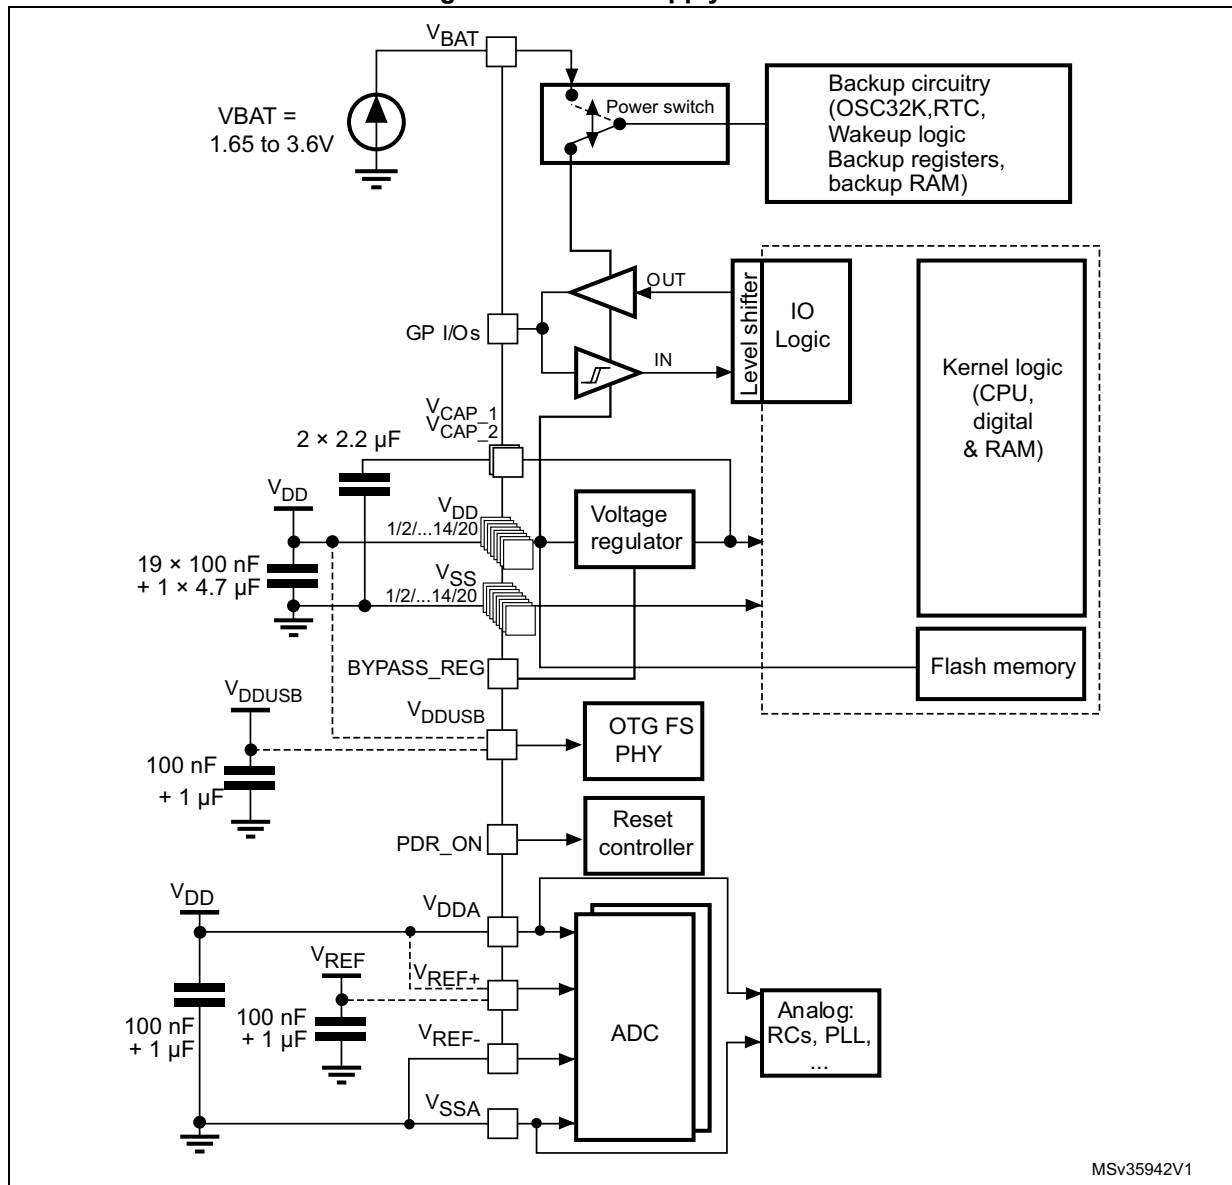 VBAT
VBAT =
1.65 to 3.6V
Power switch
Backup circuitry
(OSC32K,RTC,
Wakeup logic
Backup registers,
backup RAM)
OUT
Level shifter
IO
Logic
GP I/Os
IN
Kernel logic
(CPU,
digital
& RAM)
VCAP_1
VCAP_2
2 × 2.2 µF
VDD
VDD
1/2/...14/20
Voltage
regulator
19 × 100 nF
+ 1 × 4.7 µF
VSS
1/2/...14/20
BYPASS_REG
Flash memory
VDDUSB
VDDUSB
OTG FS
PHY
100 nF
+ 1 µF
PDR_ON
Reset
controller
VDD
VDDA
VREF
VREF+
100 nF
+ 1 µF
100 nF
+ 1 µF
VREF-
ADC
Analog:
RCs, PLL,
...
VSSA
MSv35942V1